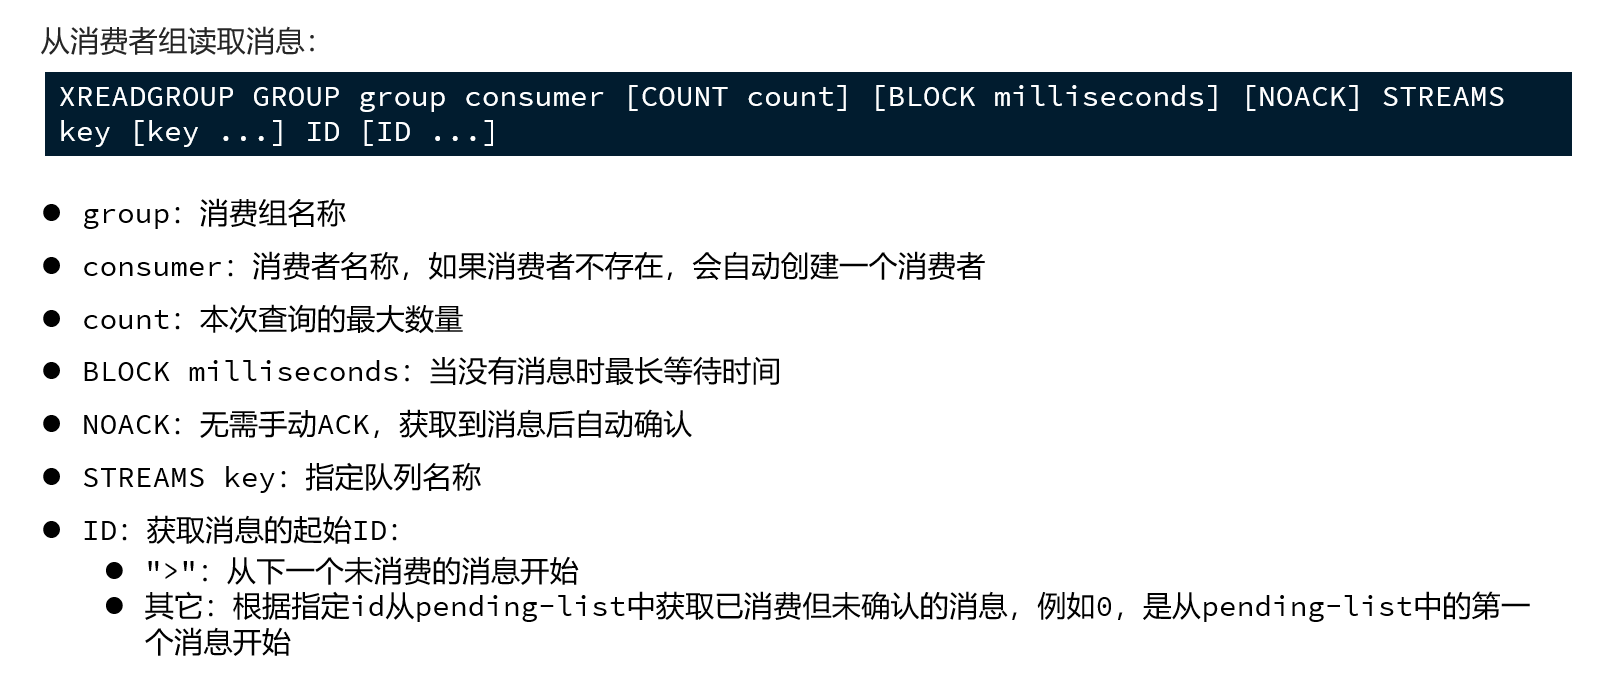 从消费者组读取消息：
XREADGROUP GROUP group consumer [COUNT count] [BLOCK milliseconds] [NOACK] STREAMS
key [key ...] ID [ID ...]
● group：消费组名称
● consumer：消费者名称，如果消费者不存在，会自动创建一个消费者
● count：本次查询的最大数量
● BLOCK milliseconds：当没有消息时最长等待时间
● NOACK：无需手动ACK，获取到消息后自动确认
● STREAMS key：指定队列名称
● ID：获取消息的起始ID：
● ">"：从下一个未消费的消息开始
● 其它：根据指定id从pending-list中获取已消费但未确认的消息，例如0，是从pending-list中的第一
个消息开始